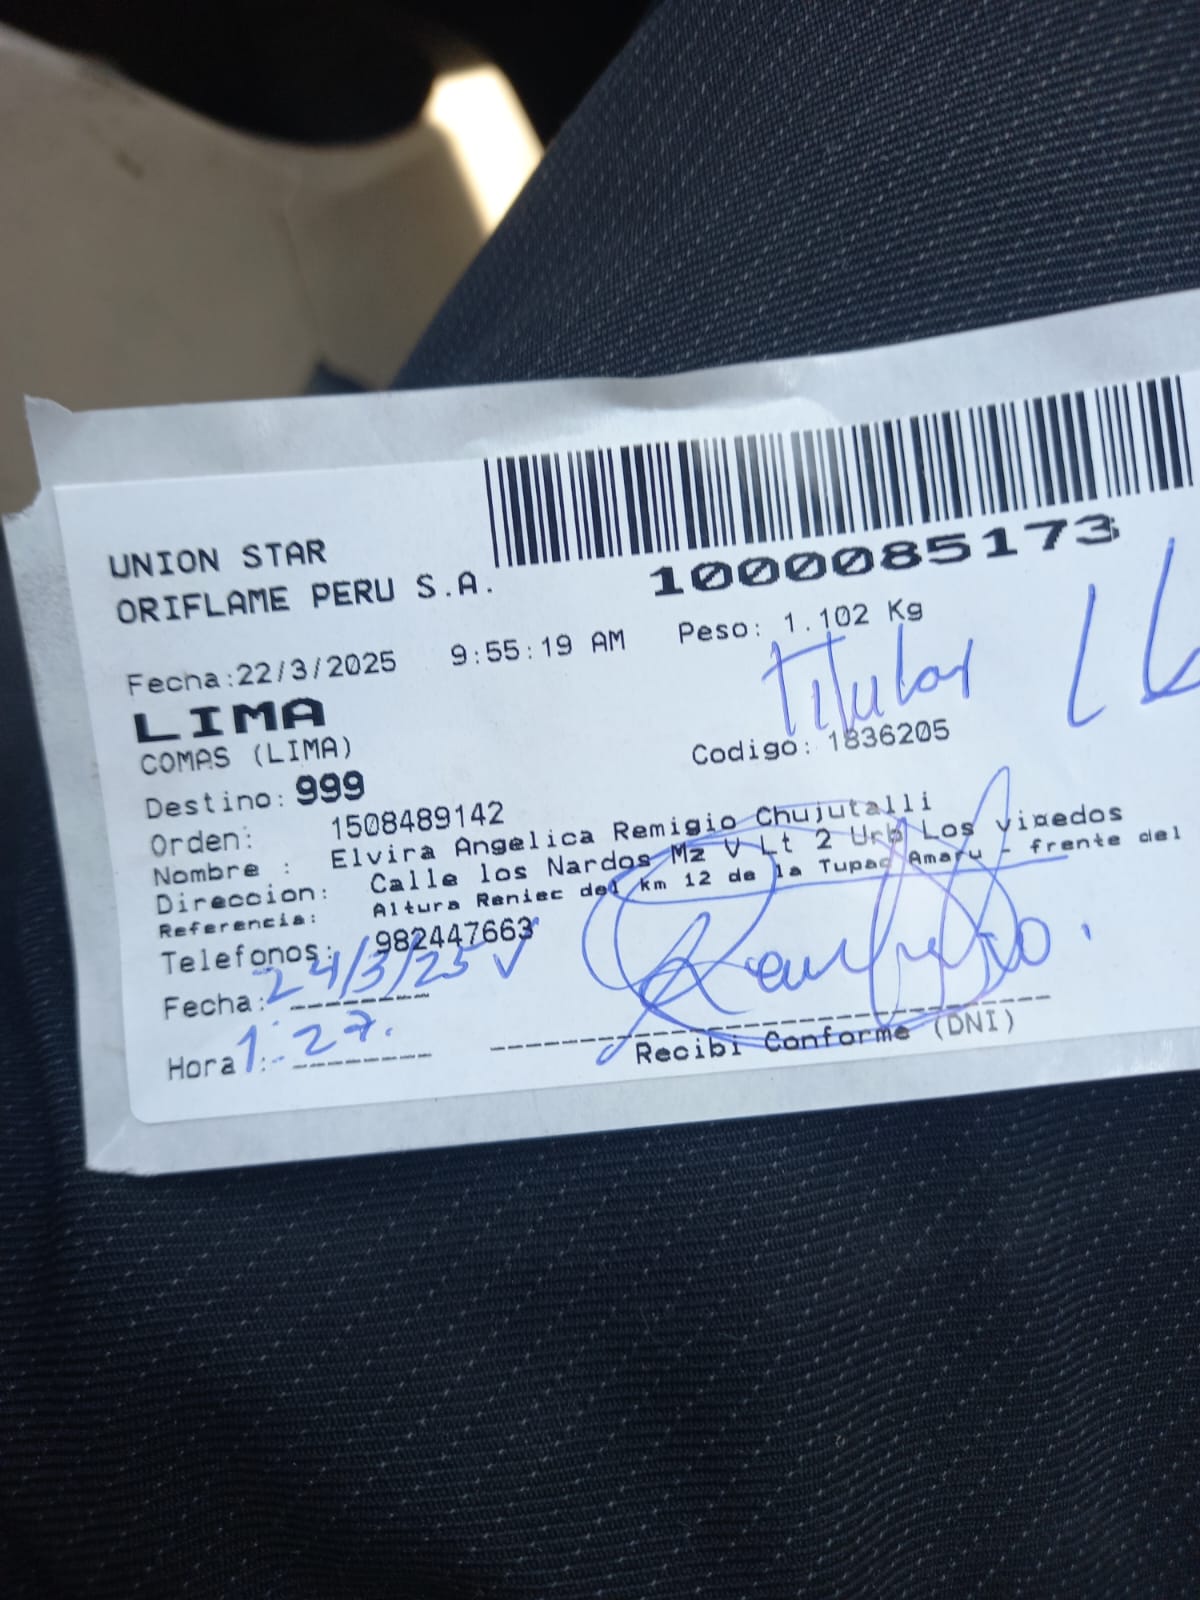 UNION STAR
ORIFLAME PERU S.A.
1000085173
Fecha:22/3/2025 9:55:19 AM Peso: 1.102 Kg
LIMA
Titular
COMAS (LIMA)
Codigo: 1836205
Destino: 999
Orden: 1508489142
Nombre : Elvira Angelica Remigio Chujutalli
Direccion: Calle los Nardos Mz V Lt 2 Urb Los Viñedos
Referencia: Altura Reniec del km 12 de la Tupac Amaru - frente del
Telefonos: 982447663
Fecha: 24/3/25
Hora : 1:27.
Recibi Conforme (DNI)